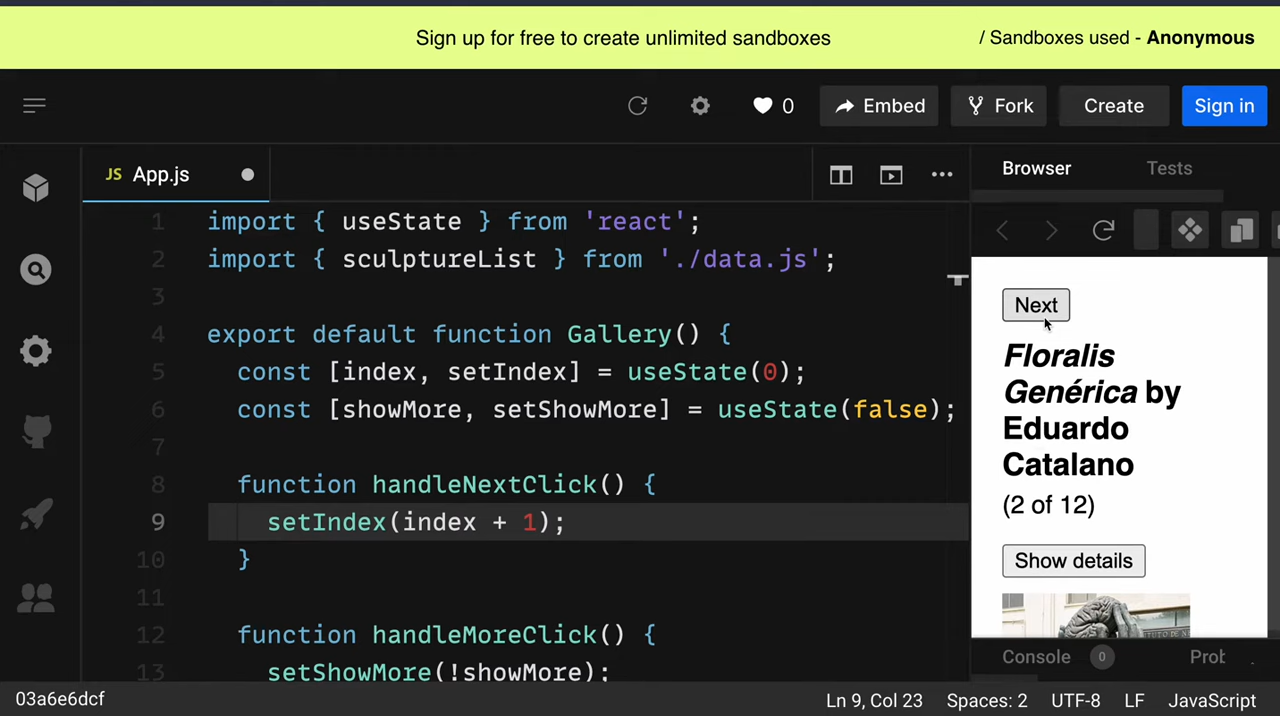 Sign up for free to create unlimited sandboxes
/ Sandboxes used - Anonymous
0
Embed
Fork
Create
Sign in
JS App.js
Browser
Tests
1 import { useState } from 'react';
2 import { sculptureList } from './data.js';
3
4 export default function Gallery() {
5 const [index, setIndex] = useState(0);
6 const [showMore, setShowMore] = useState(false);
7
8 function handleNextClick() {
9 setIndex(index + 1);
10 }
11
12 function handleMoreClick() {
13 setShowMore(!showMore);
Next
Floralis
Genérica by
Eduardo
Catalano
(2 of 12)
Show details
Console 0
Prob
03a6e6dcf
Ln 9, Col 23
Spaces: 2
UTF-8
LF
JavaScript